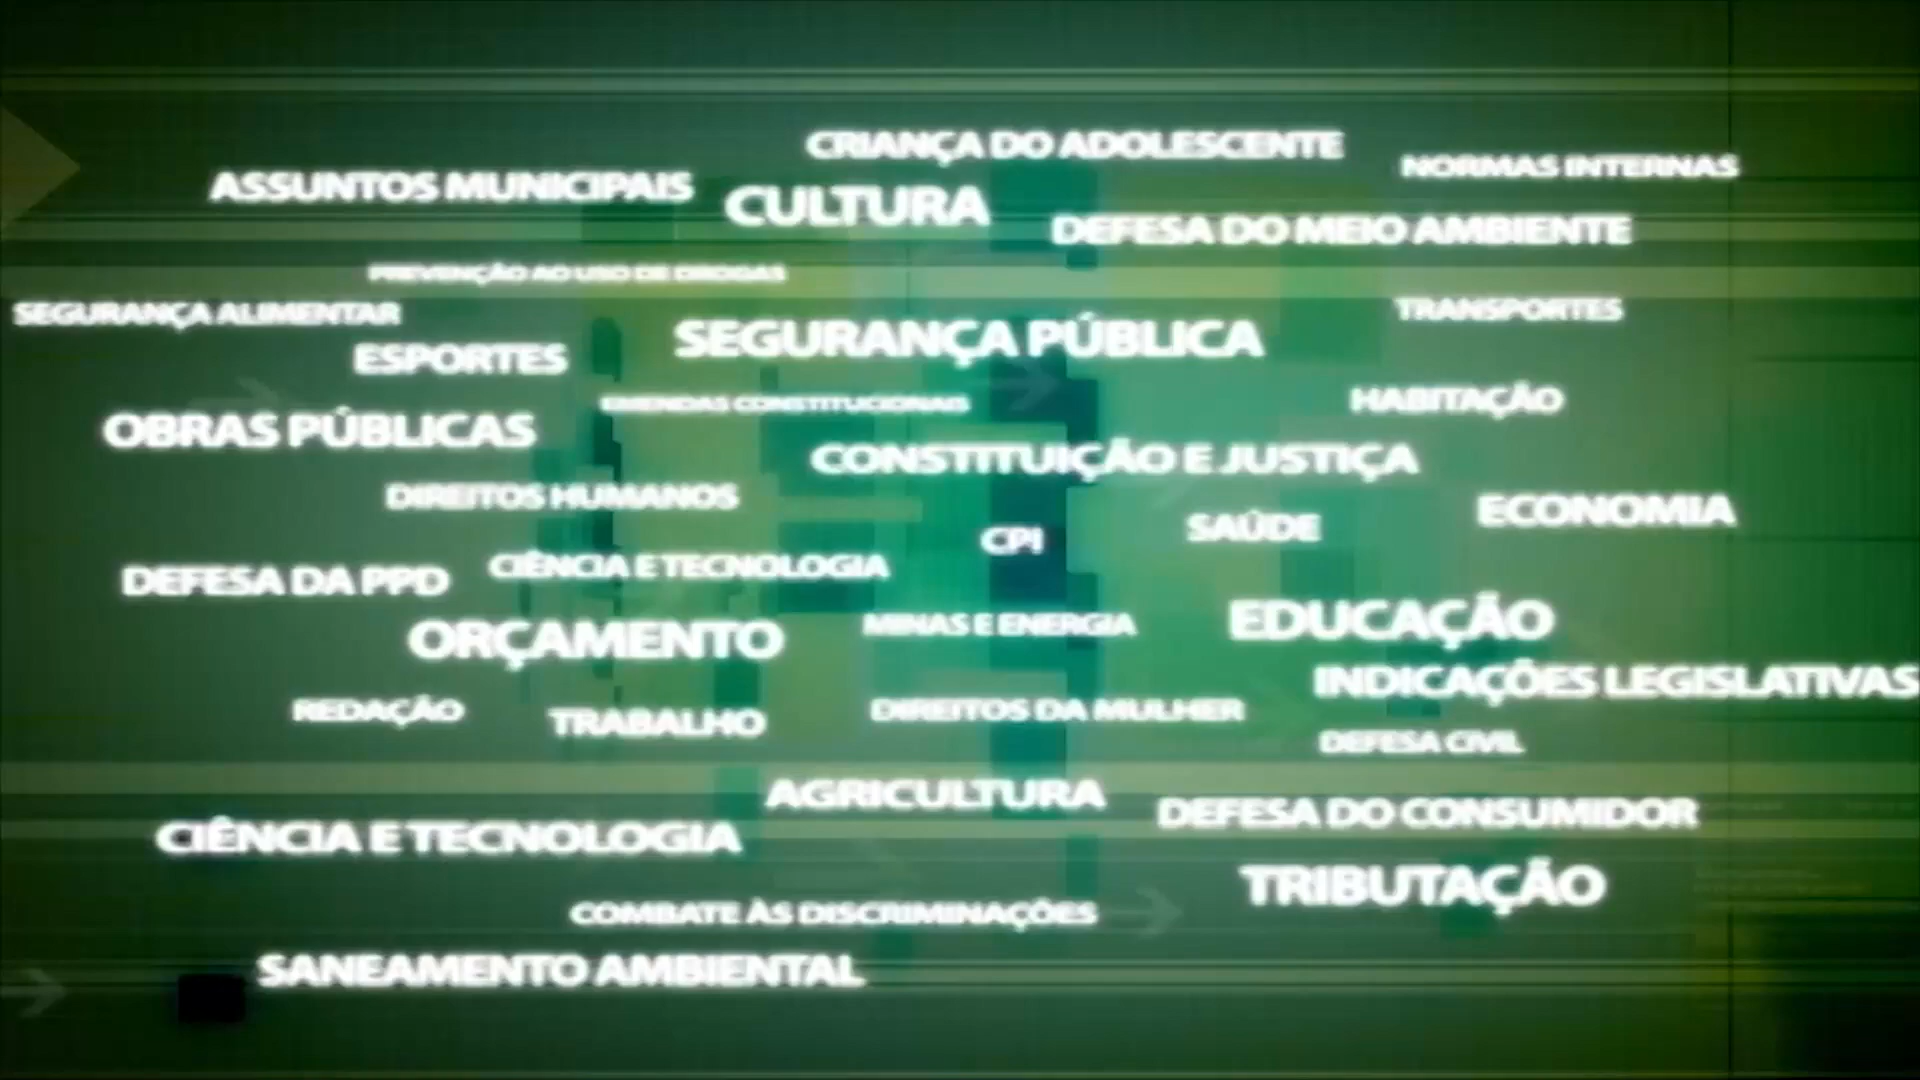 CRIANÇA DO ADOLESCENTE
NORMAS INTERNAS
ASSUNTOS MUNICIPAIS
CULTURA
DEFESA DO MEIO AMBIENTE
PREVENÇÃO AO USO DE DROGAS
SEGURANÇA ALIMENTAR
TRANSPORTES
SEGURANÇA PÚBLICA
ESPORTES
EMENDAS CONSTITUCIONAIS
HABITAÇÃO
OBRAS PÚBLICAS
CONSTITUIÇÃO E JUSTIÇA
DIREITOS HUMANOS
ECONOMIA
SAÚDE
CPI
CIÊNCIA E TECNOLOGIA
DEFESA DA PPD
EDUCAÇÃO
MINAS E ENERGIA
ORÇAMENTO
INDICAÇÕES LEGISLATIVAS
REDAÇÃO
TRABALHO
DIREITOS DA MULHER
DEFESA CIVIL
AGRICULTURA
DEFESA DO CONSUMIDOR
CIÊNCIA E TECNOLOGIA
TRIBUTAÇÃO
COMBATE ÀS DISCRIMINAÇÕES
SANEAMENTO AMBIENTAL